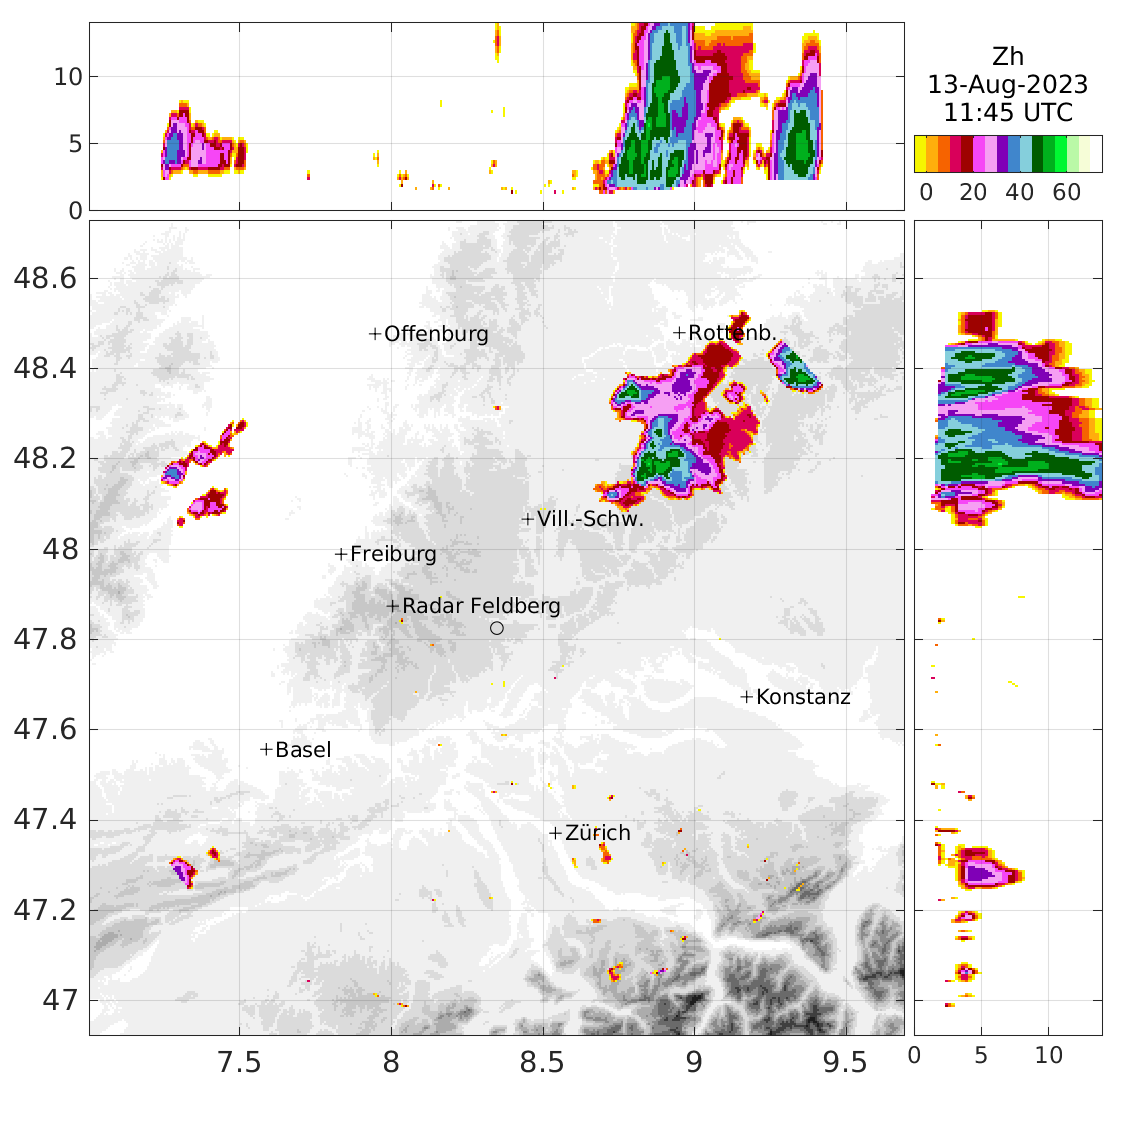 10
5
0
Zh
13-Aug-2023
11:45 UTC
0 20 40 60
48.6
48.4
48.2
48
47.8
47.6
47.4
47.2
47
+Offenburg
+Rottenb.
+Vill.-Schw.
+Freiburg
+Radar Feldberg
+Konstanz
+Basel
+Zürich
7.5 8 8.5 9 9.5
0 5 10